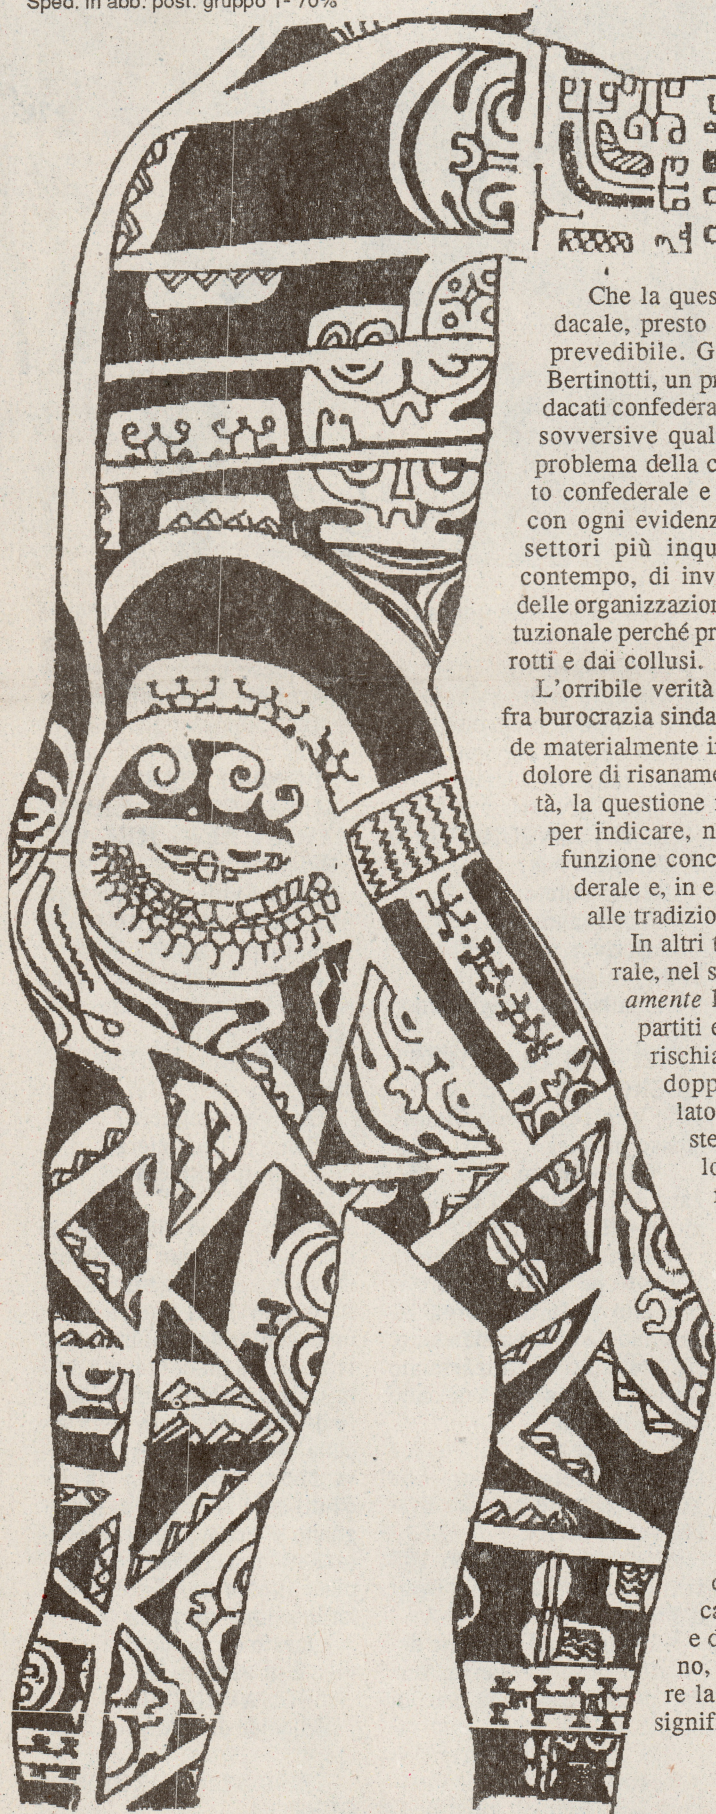 Sped. in abb. post. gruppo 1- 70%
Che la ques
dacale, presto
prevedibile. G
Bertinotti, un pr
dacati confedera
sovversive qual
problema della c
to confederale e
con ogni evidenz
settori più inqu
contempo, di inv
delle organizzazion
tuzionale perché pr
rotti e dai collusi.
L'orribile verità
fra burocrazia sinda
de materialmente in
dolore di risaname
tà, la questione
per indicare, n
funzione conc
derale e, in e
alle tradizio
In altri t
rale, nel s
amente
partiti e
rischia
dopp
lato
ste
lo
ca
e d
no,
re la
signifi